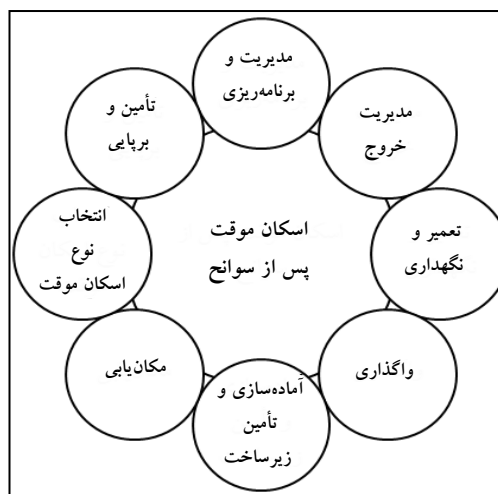 مدیریت و
برنامه‌ریزی
مدیریت
خروج
تأمین و
برپایی
انتخاب
نوع
اسکان موقت
اسکان موقت
پس از سوانح
تعمیر و
نگهداری
مکان‌یابی
واگذاری
آماده‌سازی و
تأمین
زیرساخت